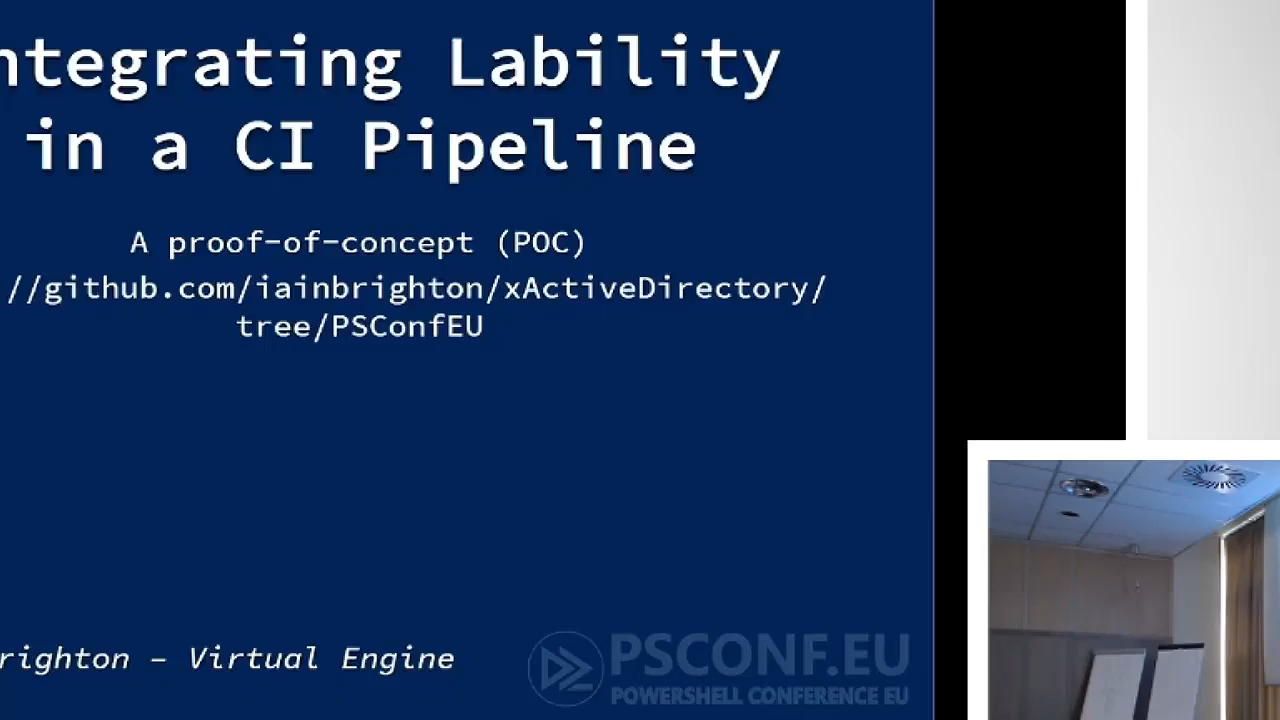 ntegrating Lability
in a CI Pipeline
A proof-of-concept (POC)
//github.com/iainbrighton/xActiveDirectory/
tree/PSConfEU
righton – Virtual Engine
PSCONF.EU
POWERSHELL CONFERENCE EU